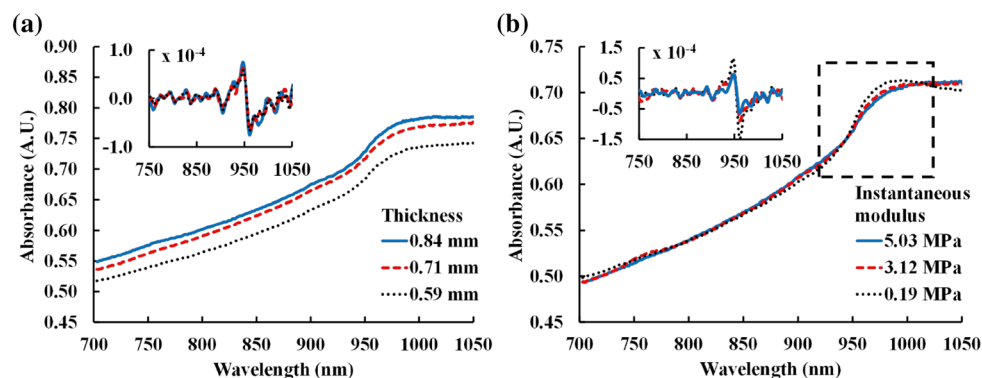 (a)
0.90
0.85
0.80
0.75
0.70
0.65
0.60
0.55
0.50
0.45
Absorbance (A.U.)
1.0
0.0
-1.0
x 10⁻⁴
750 850 950 1050
Thickness
0.84 mm
0.71 mm
0.59 mm
700 750 800 850 900 950 1000 1050
Wavelength (nm)
(b)
0.75
0.70
0.65
0.60
0.55
0.50
0.45
Absorbance (A.U.)
1.5
0.5
-0.5
-1.5
x 10⁻⁴
750 850 950 1050
Instantaneous
modulus
5.03 MPa
3.12 MPa
0.19 MPa
700 750 800 850 900 950 1000 1050
Wavelength (nm)